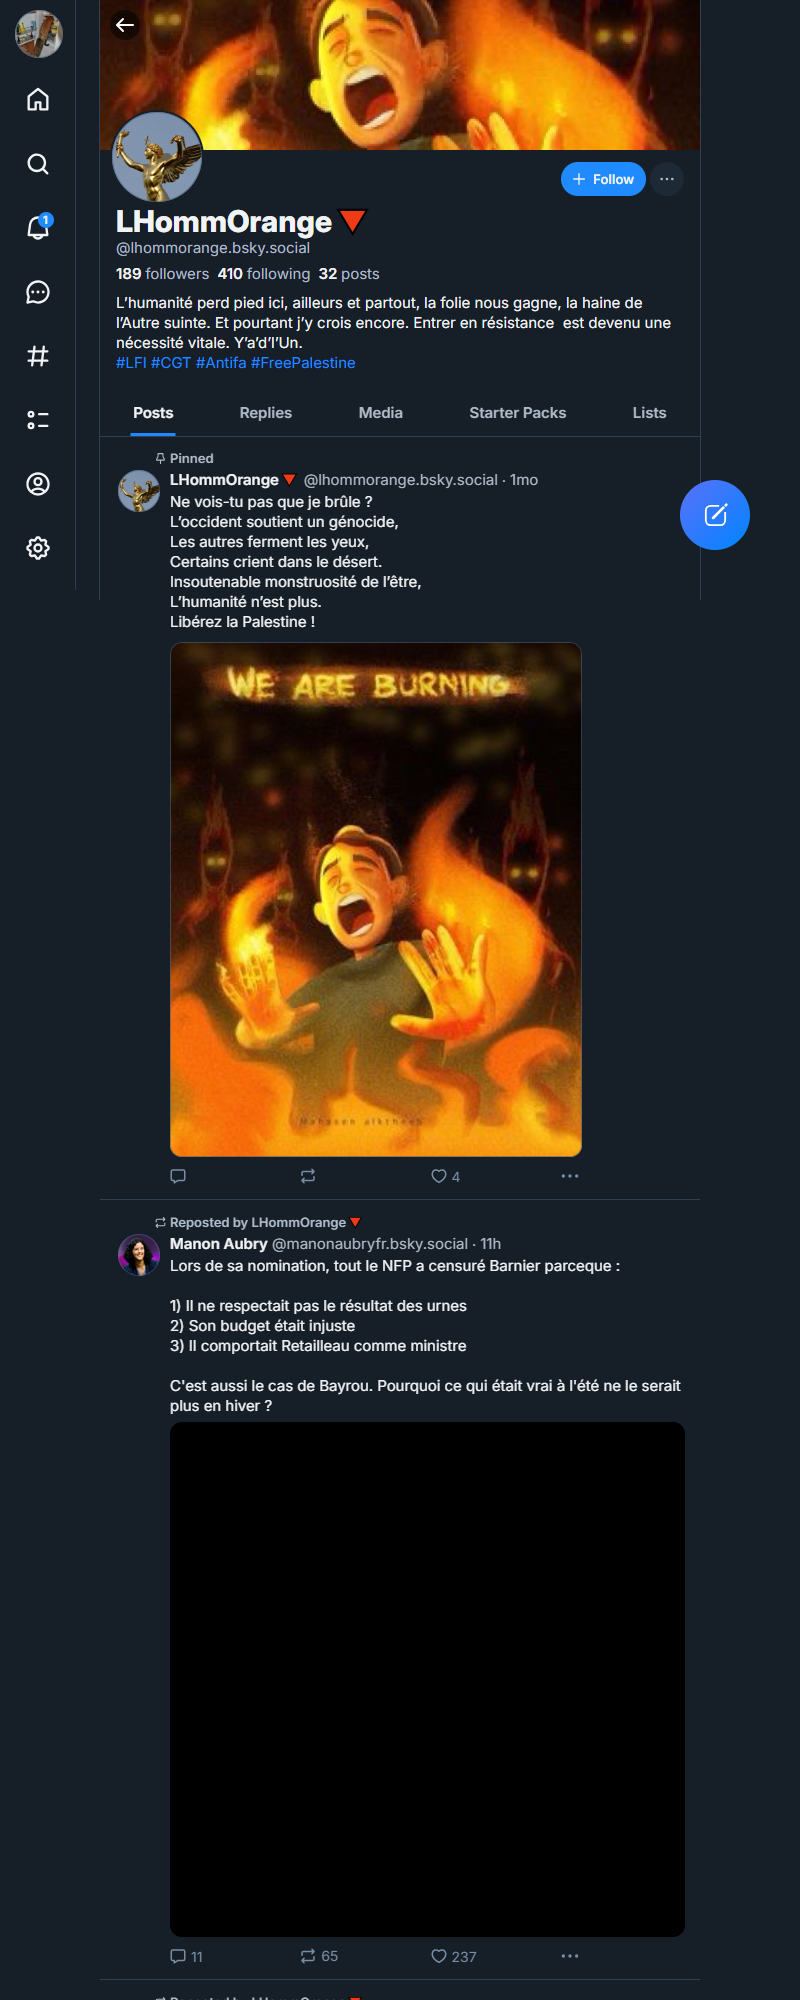 LHommOrange
@lhommorange.bsky.social
+ Follow
189 followers 410 following 32 posts
L'humanité perd pied ici, ailleurs et partout, la folie nous gagne, la haine de
l'Autre suinte. Et pourtant j'y crois encore. Entrer en résistance est devenu une
nécessité vitale. Y'a'd'l'Un.
#LFI #CGT #Antifa #FreePalestine
Posts Replies Media Starter Packs Lists
1
Pinned
LHommOrange @lhommorange.bsky.social · 1mo
Ne vois-tu pas que je brûle ?
L'occident soutient un génocide,
Les autres ferment les yeux,
Certains crient dans le désert.
Insoutenable monstruosité de l'être,
L'humanité n'est plus.
Libérez la Palestine !
WE ARE BURNING
4
Reposted by LHommOrange
Manon Aubry @manonaubryfr.bsky.social · 11h
Lors de sa nomination, tout le NFP a censuré Barnier parceque :
1) Il ne respectait pas le résultat des urnes
2) Son budget était injuste
3) Il comportait Retailleau comme ministre
C'est aussi le cas de Bayrou. Pourquoi ce qui était vrai à l'été ne le serait
plus en hiver ?
11 65 237